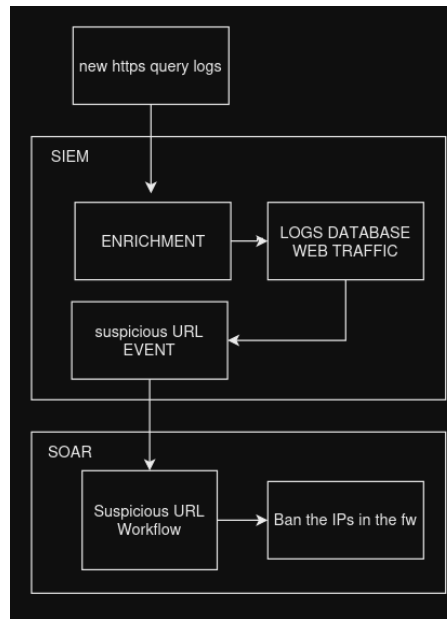 new https query logs
SIEM
ENRICHMENT
LOGS DATABASE
WEB TRAFFIC
suspicious URL
EVENT
SOAR
Suspicious URL
Workflow
Ban the IPs in the fw